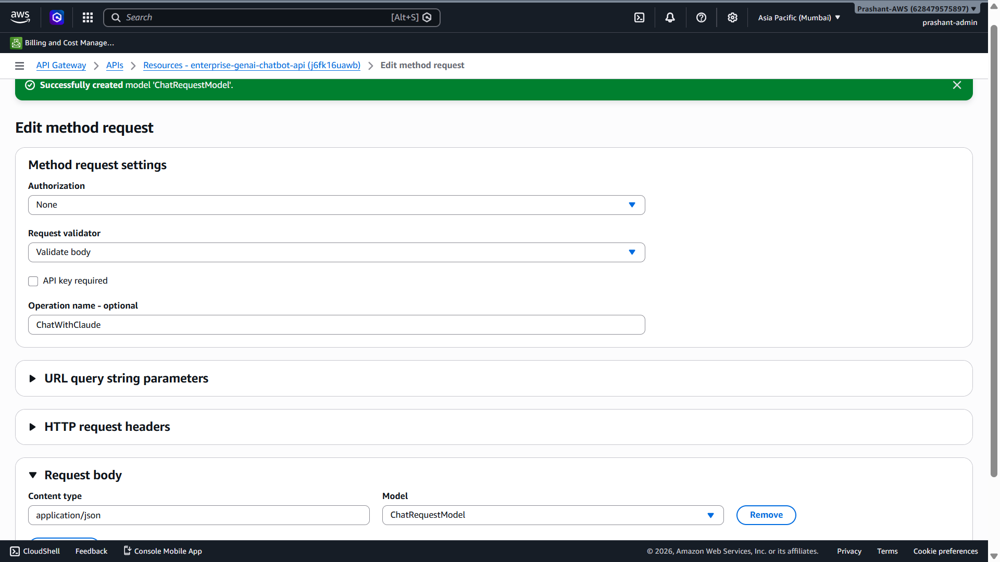 aws
Search
[Alt+S]
Asia Pacific (Mumbai)
Prashant-AWS (628479575897)
prashant-admin
Billing and Cost Manage...
API Gateway
APIs
Resources - enterprise-genai-chatbot-api (j6fk16uawb)
Edit method request
Successfully created model 'ChatRequestModel'.
Edit method request
Method request settings
Authorization
None
Request validator
Validate body
API key required
Operation name - optional
ChatWithClaude
URL query string parameters
HTTP request headers
Request body
Content type
Model
application/json
ChatRequestModel
Remove
CloudShell
Feedback
Console Mobile App
© 2026, Amazon Web Services, Inc. or its affiliates.
Privacy
Terms
Cookie preferences